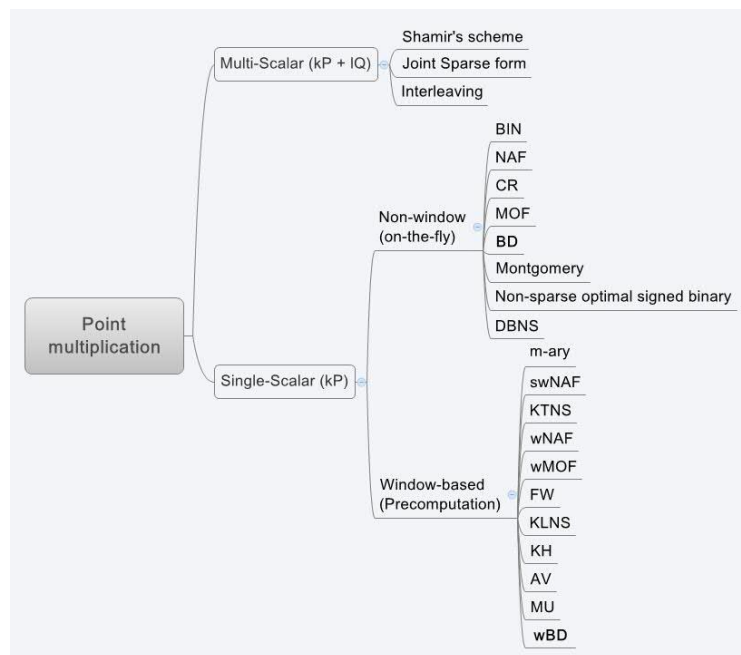 Point
multiplication
Multi-Scalar (kP + lQ)
Shamir's scheme
Joint Sparse form
Interleaving
Single-Scalar (kP)
Non-window
(on-the-fly)
BIN
NAF
CR
MOF
BD
Montgomery
Non-sparse optimal signed binary
DBNS
Window-based
(Precomputation)
m-ary
swNAF
KTNS
wNAF
wMOF
FW
KLNS
KH
AV
MU
wBD